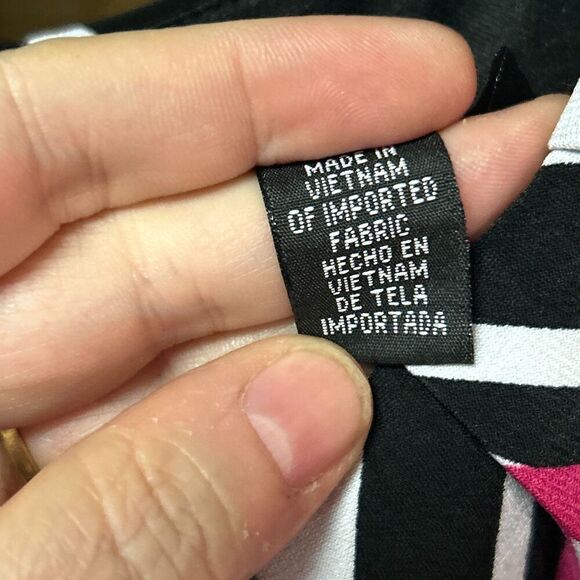 MADE IN
VIETNAM
OF IMPORTED
FABRIC
HECHO EN
VIETNAM
DE TELA
IMPORTADA